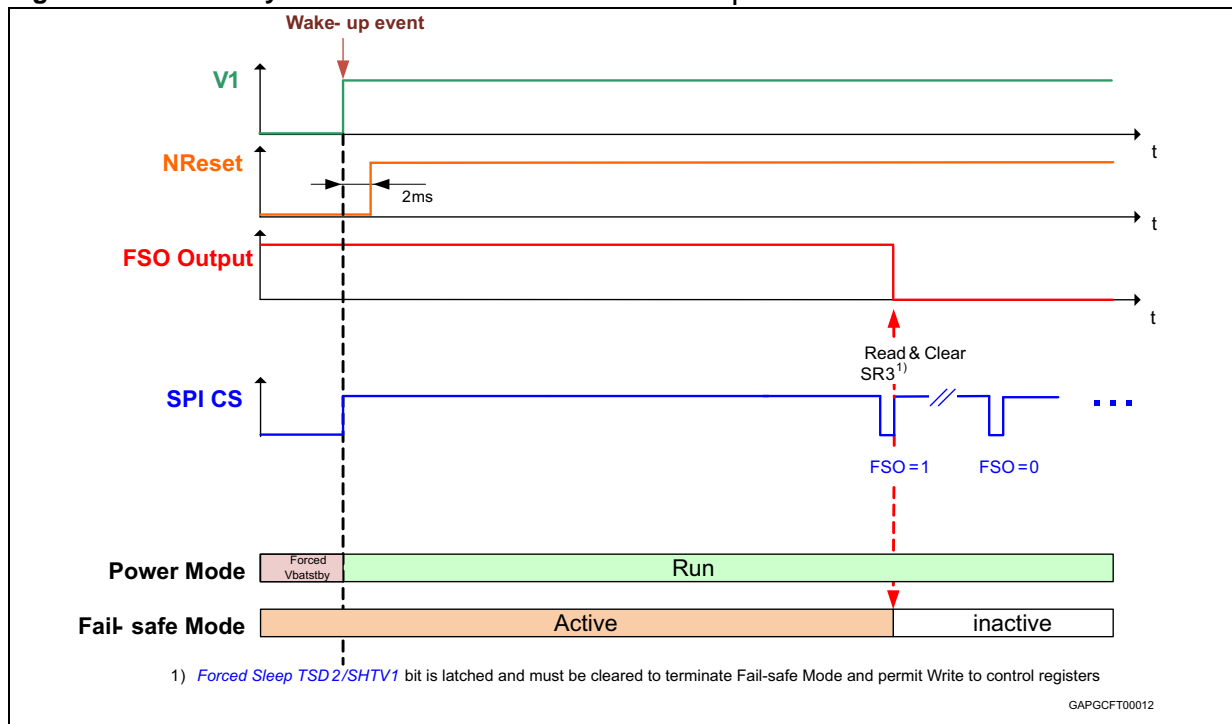 Wake- up event
V1
t
NReset
2ms
t
FSO Output
t
Read & Clear
SR3 1)
SPI CS
FSO=1
FSO=0
Power Mode
Forced
Vbatstby
Run
Fail- safe Mode
Active
inactive
1) Forced Sleep TSD2/SHTV1 bit is latched and must be cleared to terminate Fail-safe Mode and permit Write to control registers
GAPGCFT00012